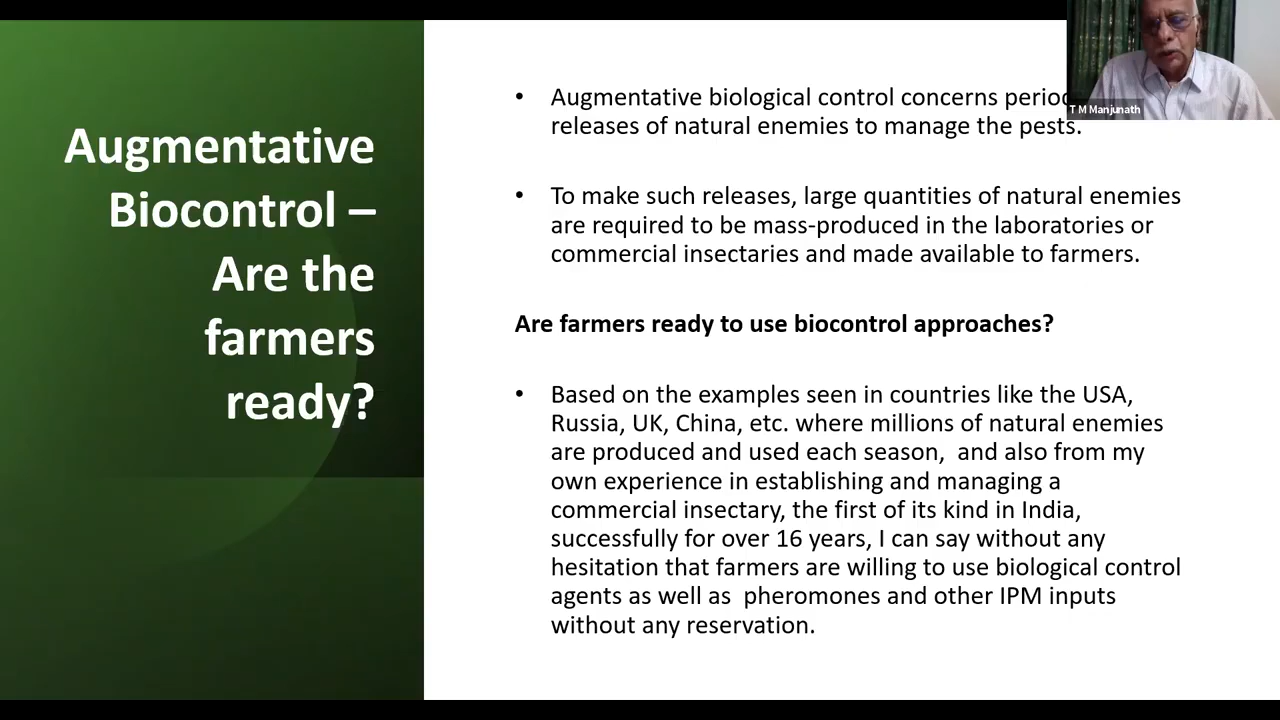 Augmentative
Biocontrol –
Are the
farmers
ready?
• Augmentative biological control concerns
releases of natural enemies to manage the pests.
• To make such releases, large quantities of natural enemies
are required to be mass-produced in the laboratories or
commercial insectaries and made available to farmers.
Are farmers ready to use biocontrol approaches?
• Based on the examples seen in countries like the USA,
Russia, UK, China, etc. where millions of natural enemies
are produced and used each season,  and also from my
own experience in establishing and managing a
commercial insectary, the first of its kind in India,
successfully for over 16 years, I can say without any
hesitation that farmers are willing to use biological control
agents as well as  pheromones and other IPM inputs
without any reservation.
T M Manjunath